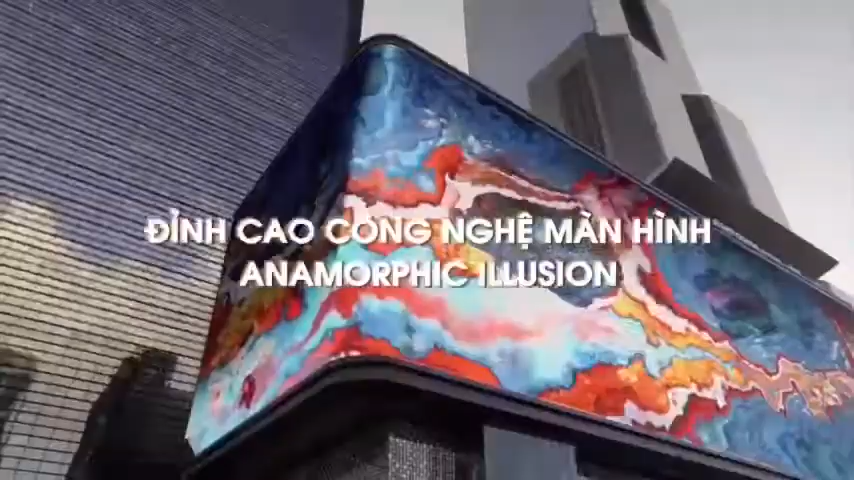 ĐỈNH CAO CÔNG NGHỆ MÀN HÌNH
ANAMORPHIC ILLUSION